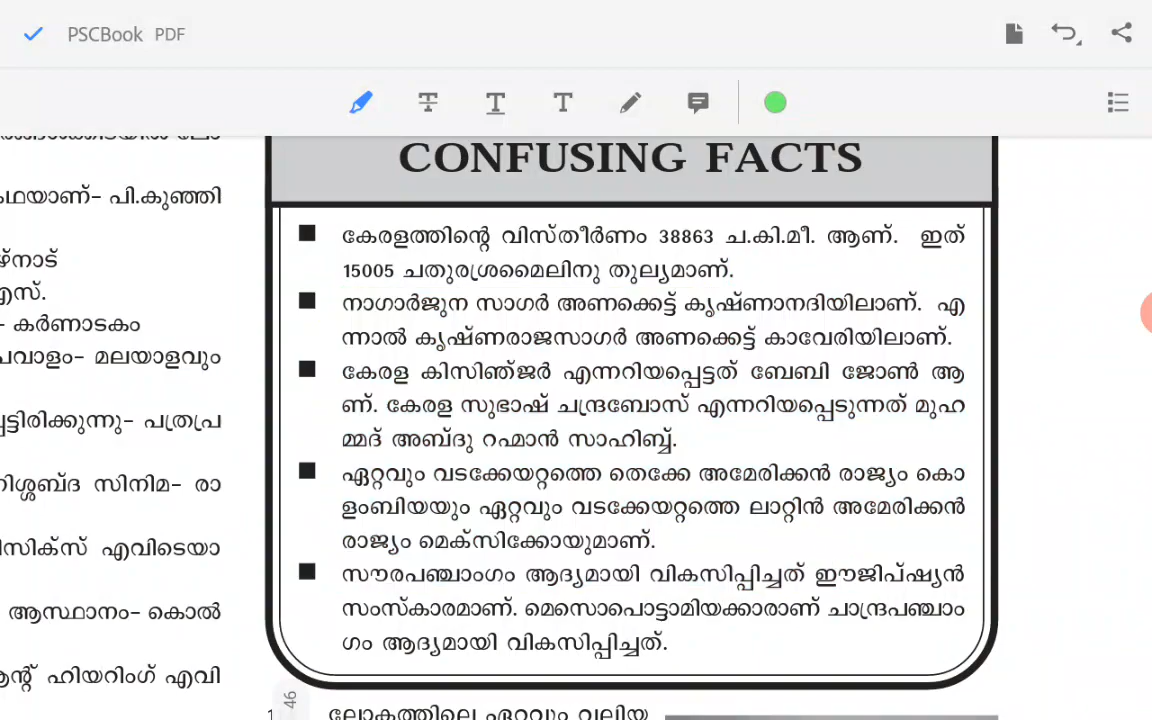 PSCBook PDF
CONFUSING FACTS
കഥയാണ്- പി.കുഞ്ഞി
കേരളത്തിന്റെ വിസ്തീർണം 38863 ച.കി.മീ. ആണ്. ഇത്
15005 ചതുരശ്രമൈലിനു തുല്യമാണ്.
നാഗാർജുന സാഗർ അണക്കെട്ട് കൃഷ്ണാനദിയിലാണ്. എ
ന്നാൽ കൃഷ്ണരാജസാഗർ അണക്കെട്ട് കാവേരിയിലാണ്.
കേരള കിസിഞ്ജർ എന്നറിയപ്പെട്ടത് ബേബി ജോൺ ആ
ണ്. കേരള സുഭാഷ് ചന്ദ്രബോസ് എന്നറിയപ്പെടുന്നത് മുഹ
മ്മദ് അബ്ദു റഹ്മാൻ സാഹിബ്ബ്.
ഏറ്റവും വടക്കേയറ്റത്തെ തെക്കേ അമേരിക്കൻ രാജ്യം കൊ
ളംബിയയും ഏറ്റവും വടക്കേയറ്റത്തെ ലാറ്റിൻ അമേരിക്കൻ
രാജ്യം മെക്സിക്കോയുമാണ്.
സൗരപഞ്ചാംഗം ആദ്യമായി വികസിപ്പിച്ചത് ഈജിപ്ഷ്യൻ
സംസ്കാരമാണ്. മെസൊപൊട്ടാമിയക്കാരാണ് ചാന്ദ്രപഞ്ചാം
ഗം ആദ്യമായി വികസിപ്പിച്ചത്.
ഴ്നാട്
എസ്.
- കർണാടകം
പവാളം- മലയാളവും
പ്പെട്ടിരിക്കുന്നു- പത്രപ്ര
നിശ്ശബ്ദ സിനിമ- രാ
ിസിക്സ് എവിടെയാ
ആസ്ഥാനം- കൊൽ
ആന്റ് ഹിയറിംഗ് എവി
46
ലോകത്തിലെ ഏറ്റവും വലിയ